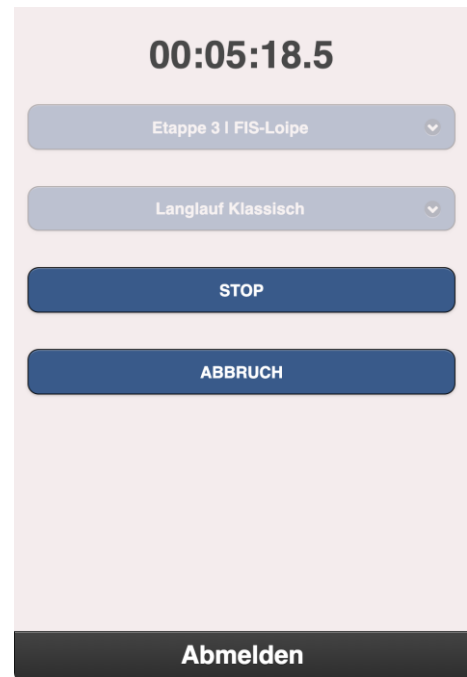 00:05:18.5
Etappe 3 I FIS-Loipe
Langlauf Klassisch
STOP
ABBRUCH
Abmelden